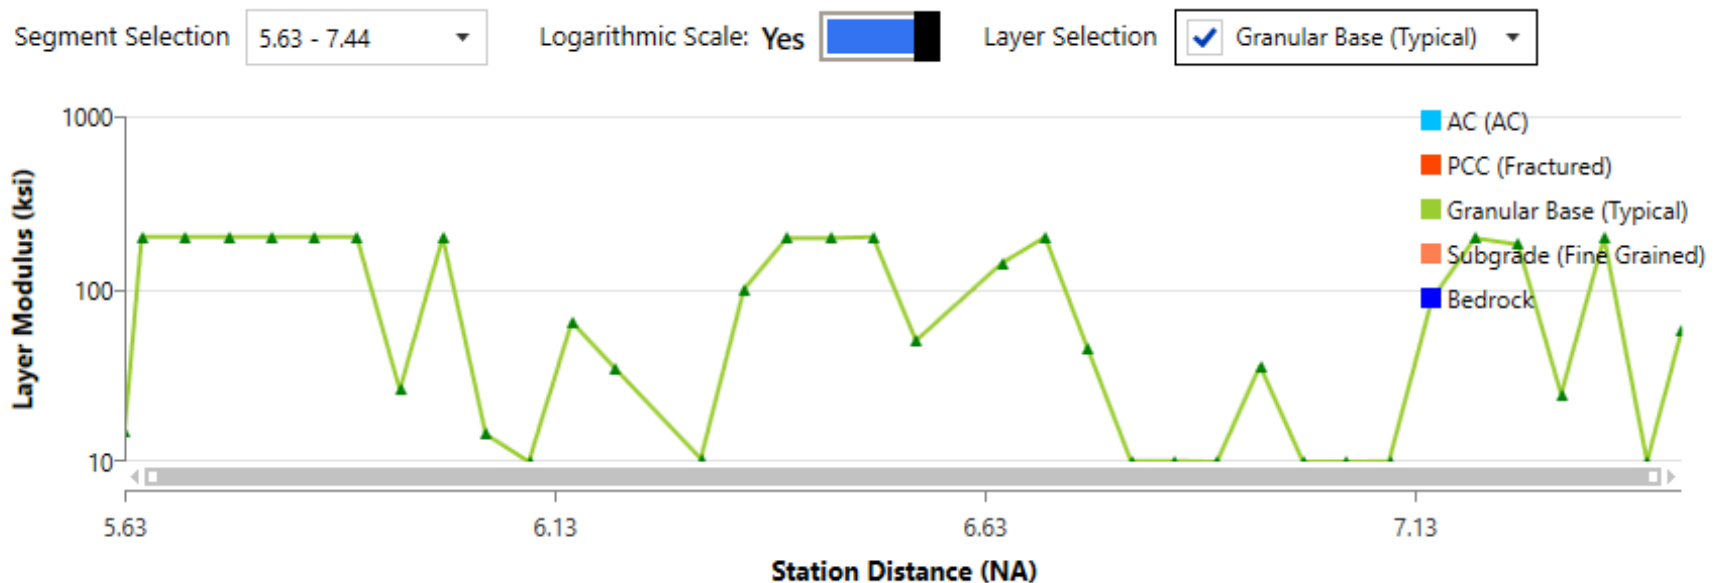 Segment Selection 5.63 - 7.44 Logarithmic Scale: Yes Layer Selection Granular Base (Typical)
1000
100
10
Layer Modulus (ksi)
AC (AC)
PCC (Fractured)
Granular Base (Typical)
Subgrade (Fine Grained)
Bedrock
5.63 6.13 6.63 7.13
Station Distance (NA)